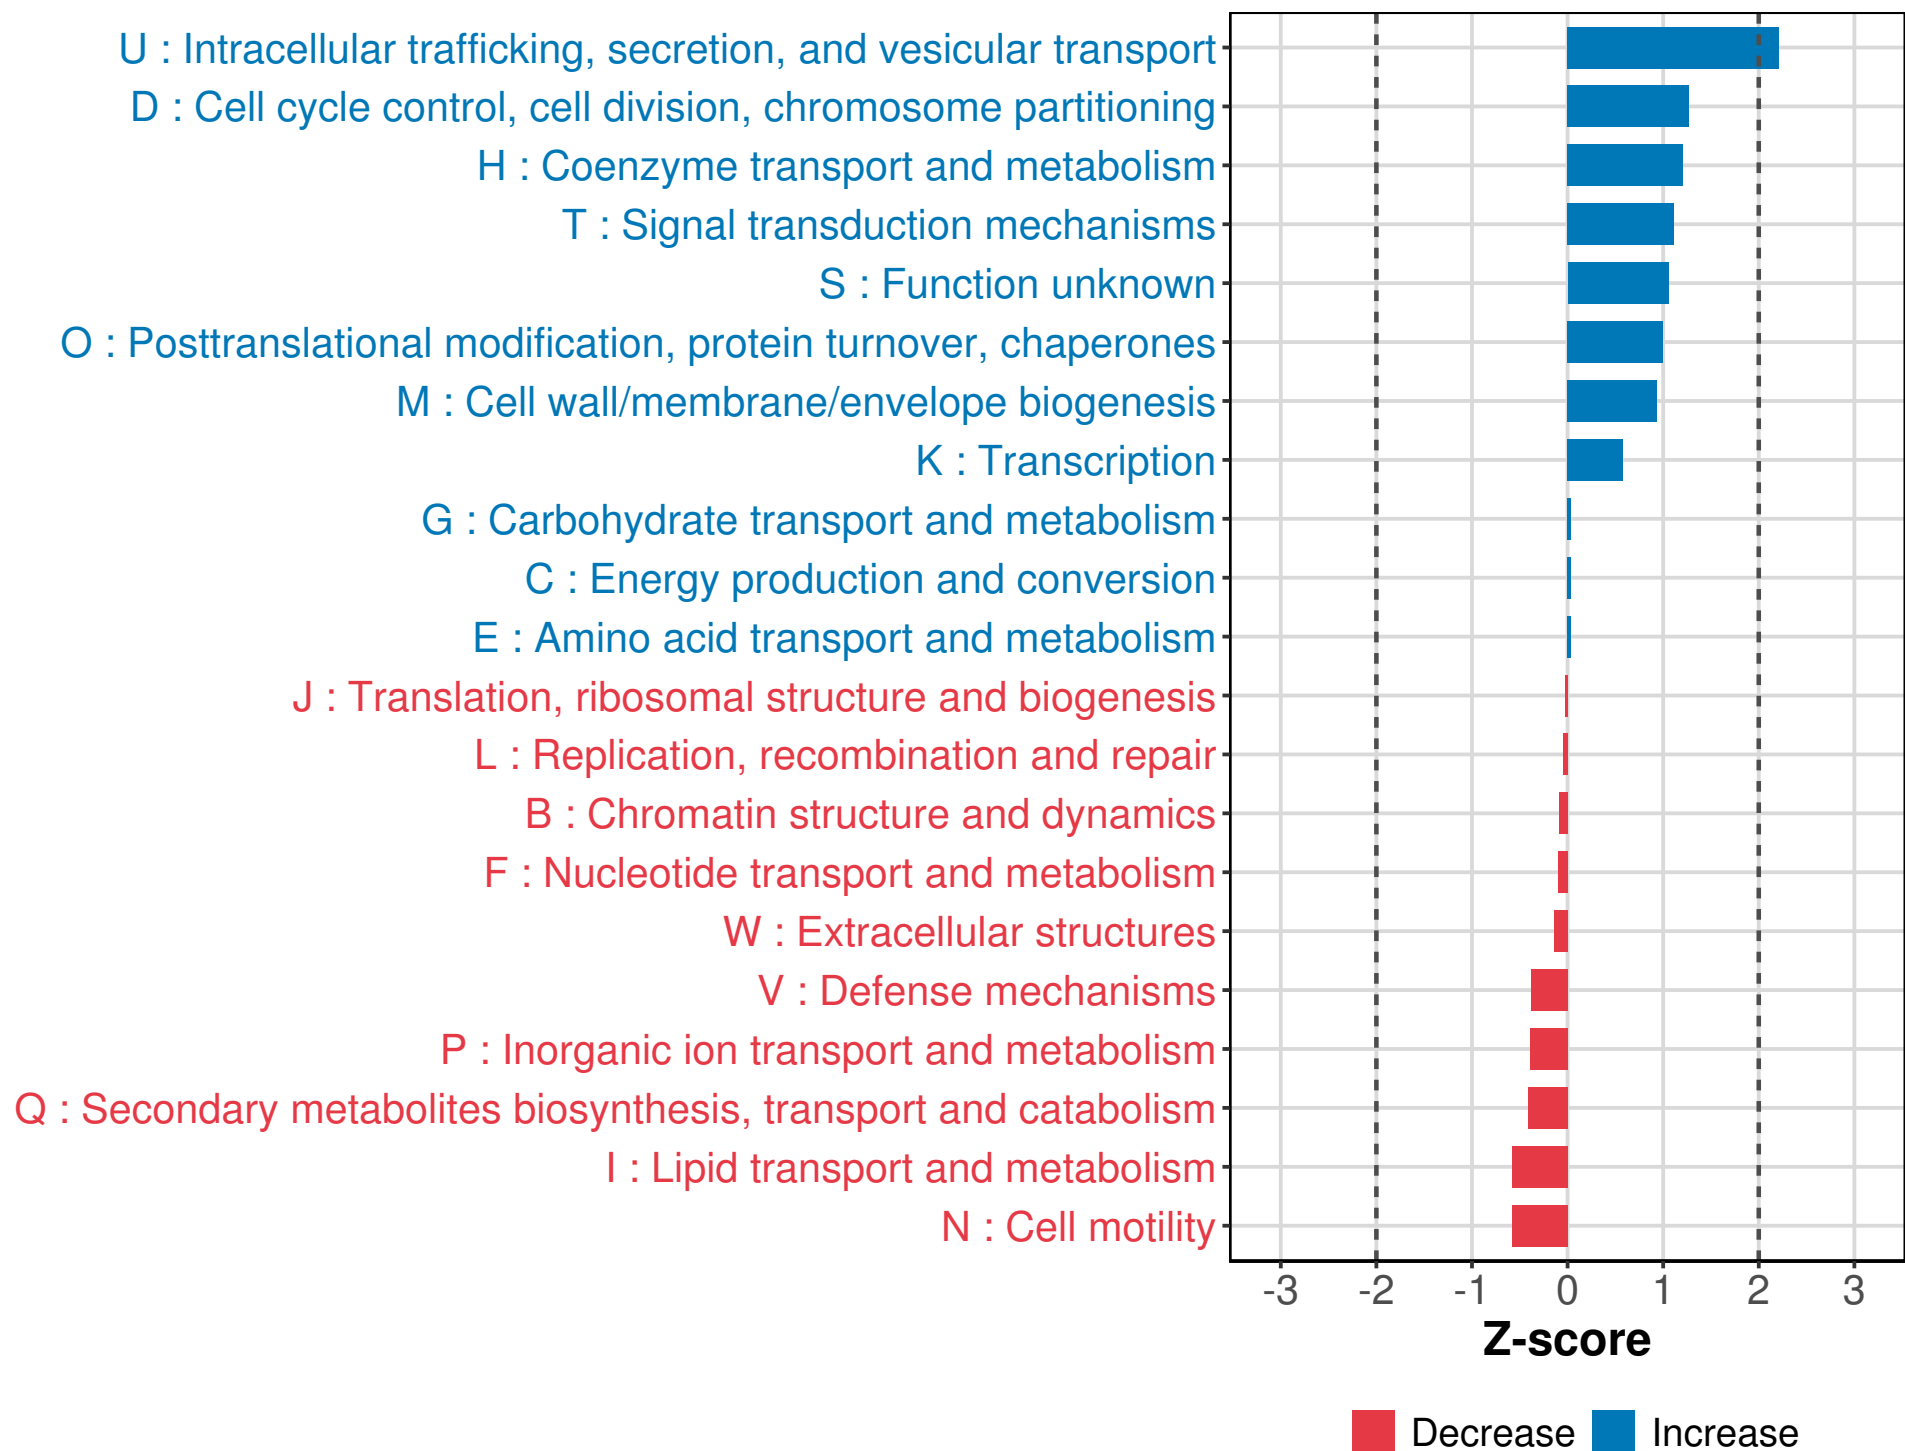 U : Intracellular trafficking, secretion, and vesicular transport
D : Cell cycle control, cell division, chromosome partitioning
H : Coenzyme transport and metabolism
T : Signal transduction mechanisms
S : Function unknown
O : Posttranslational modification, protein turnover, chaperones
M : Cell wall/membrane/envelope biogenesis
K : Transcription
G : Carbohydrate transport and metabolism
C : Energy production and conversion
E : Amino acid transport and metabolism
J : Translation, ribosomal structure and biogenesis
L : Replication, recombination and repair
B : Chromatin structure and dynamics
F : Nucleotide transport and metabolism
W : Extracellular structures
V : Defense mechanisms
P : Inorganic ion transport and metabolism
Q : Secondary metabolites biosynthesis, transport and catabolism
I : Lipid transport and metabolism
N : Cell motility
-3 -2 -1 0 1 2 3
Z-score
Decrease Increase